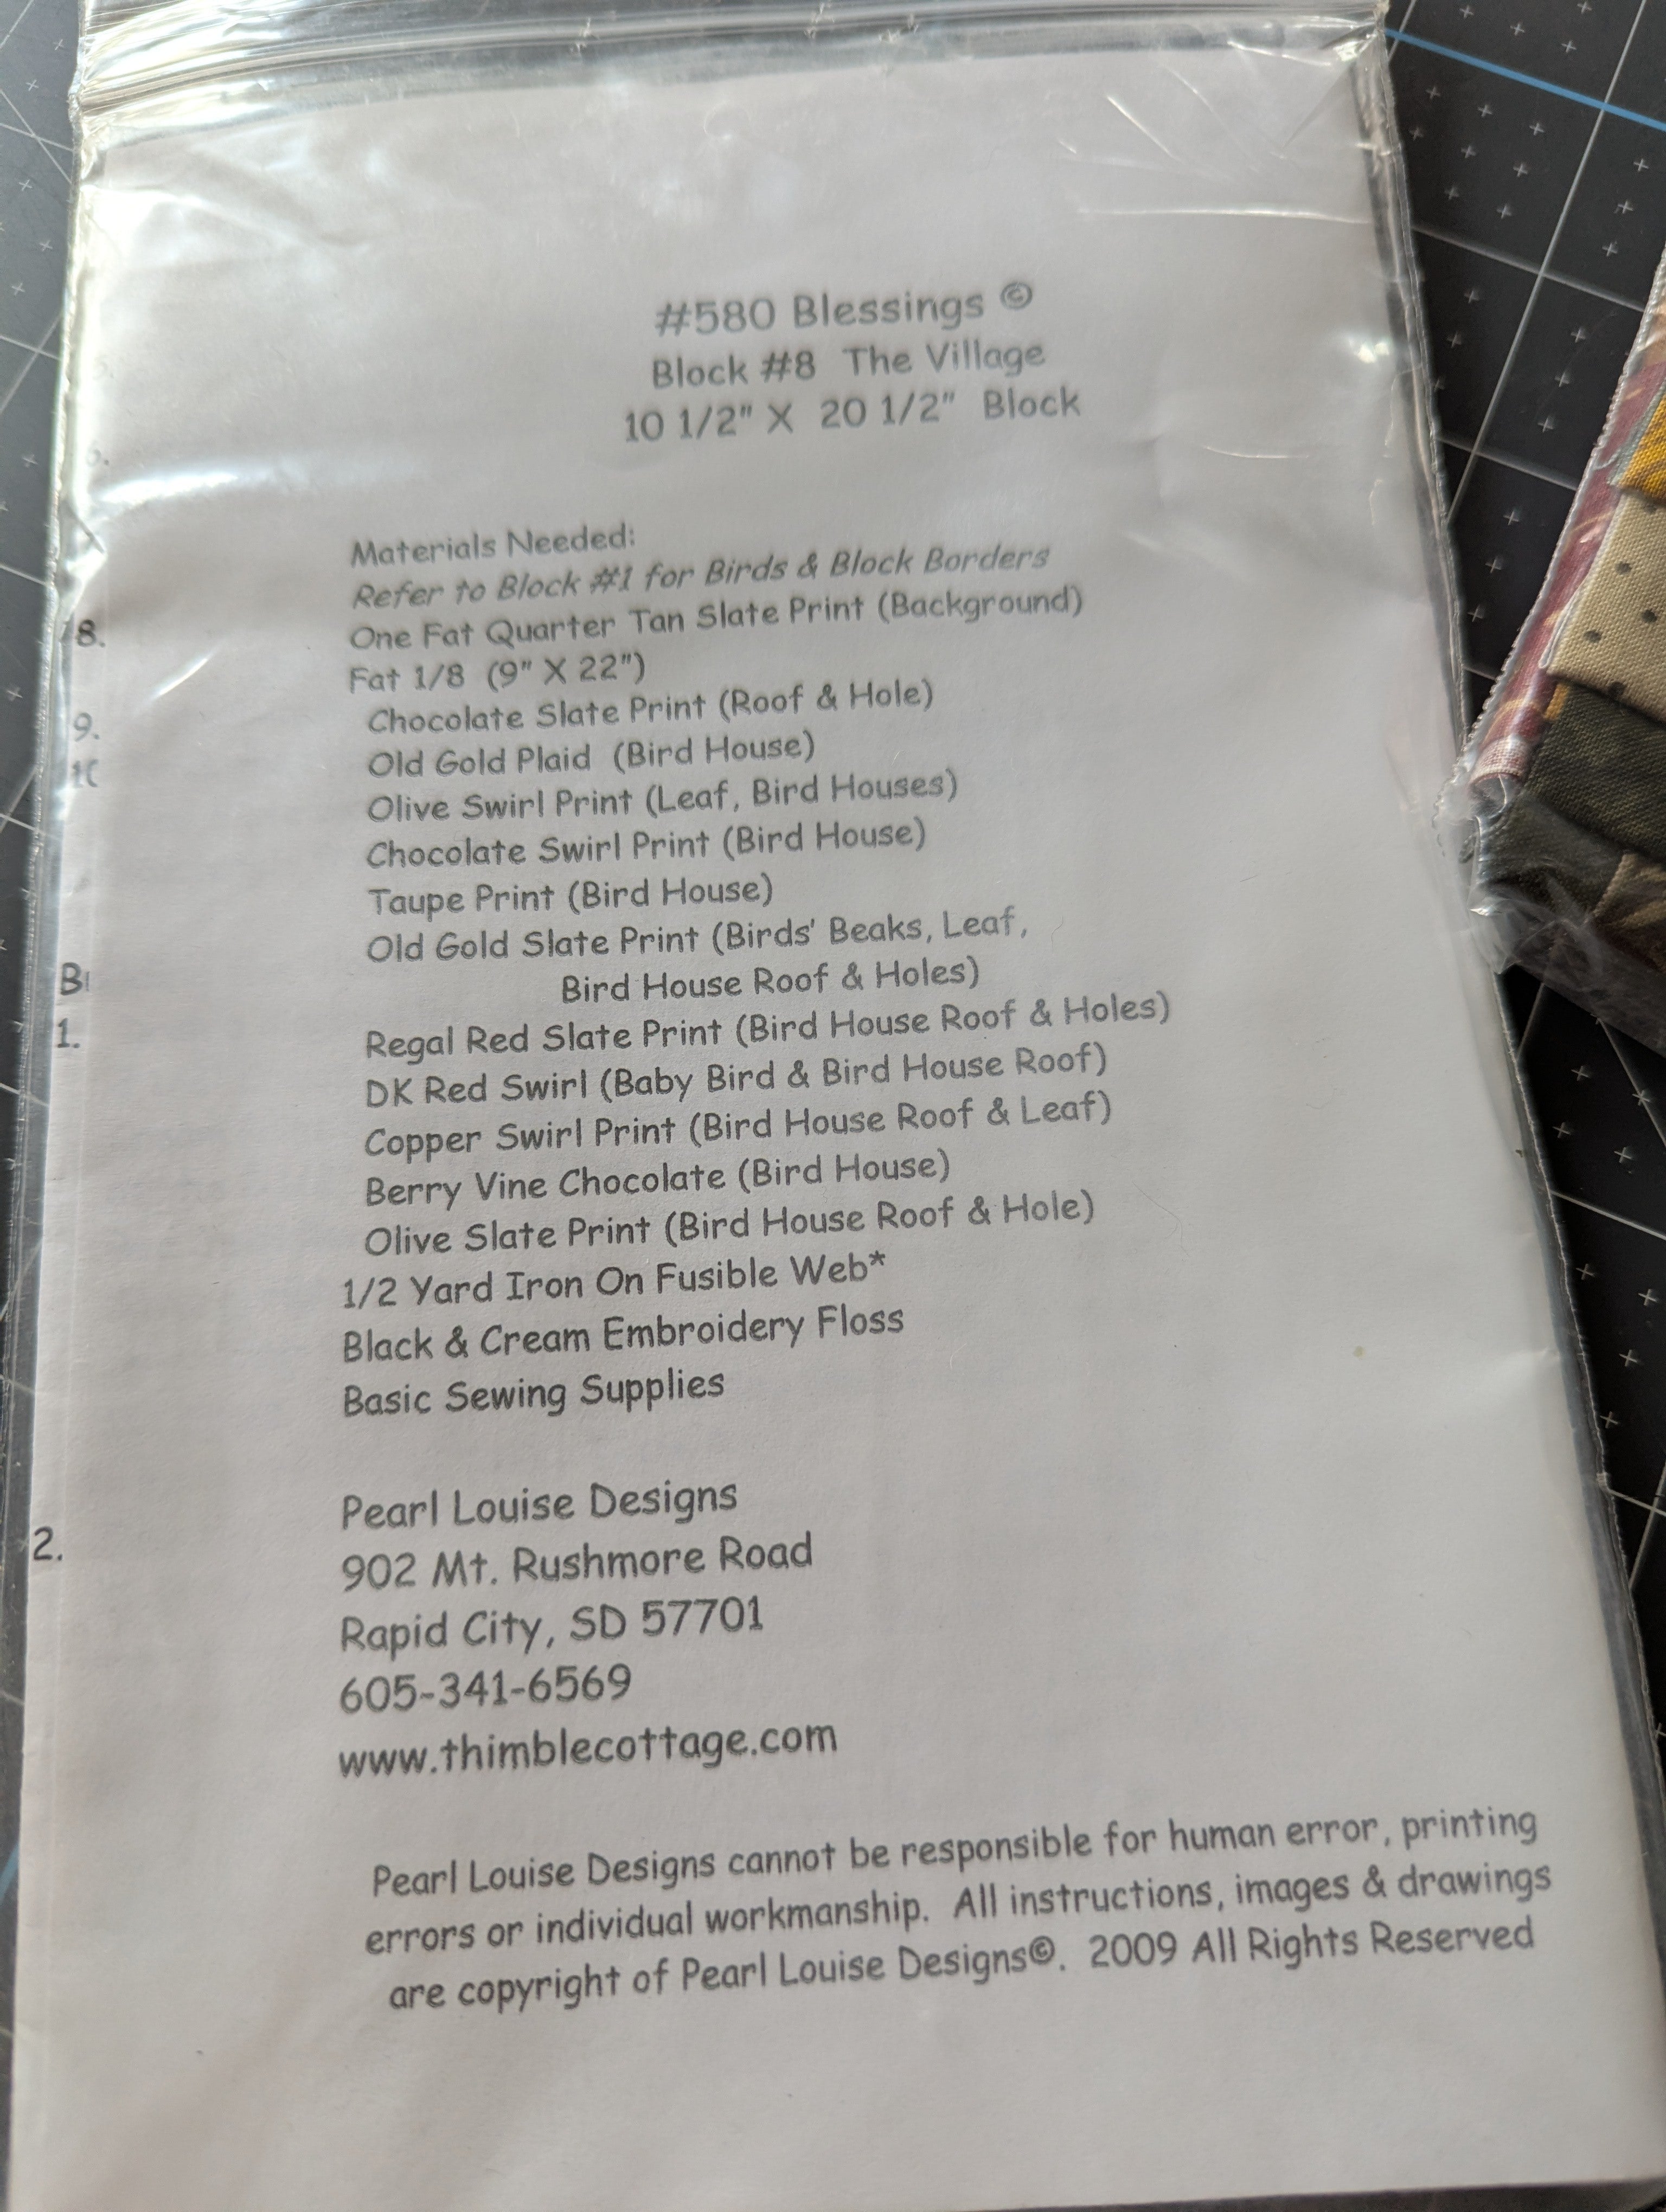 #580 Blessings ©
Block #8  The Village
10 1/2" X  20 1/2"  Block
Materials Needed:
Refer to Block #1 for Birds & Block Borders
One Fat Quarter Tan Slate Print (Background)
Fat 1/8  (9" X 22")
Chocolate Slate Print (Roof & Hole)
Old Gold Plaid  (Bird House)
Olive Swirl Print (Leaf, Bird Houses)
Chocolate Swirl Print (Bird House)
Taupe Print (Bird House)
Old Gold Slate Print (Birds' Beaks, Leaf,
Bird House Roof & Holes)
Regal Red Slate Print (Bird House Roof & Holes)
DK Red Swirl (Baby Bird & Bird House Roof)
Copper Swirl Print (Bird House Roof & Leaf)
Berry Vine Chocolate (Bird House)
Olive Slate Print (Bird House Roof & Hole)
1/2 Yard Iron On Fusible Web*
Black & Cream Embroidery Floss
Basic Sewing Supplies
Pearl Louise Designs
902 Mt. Rushmore Road
Rapid City, SD 57701
605-341-6569
www.thimblecottage.com
Pearl Louise Designs cannot be responsible for human error, printing
errors or individual workmanship.  All instructions, images & drawings
are copyright of Pearl Louise Designs©.  2009 All Rights Reserved
8.
9.
1.
2.